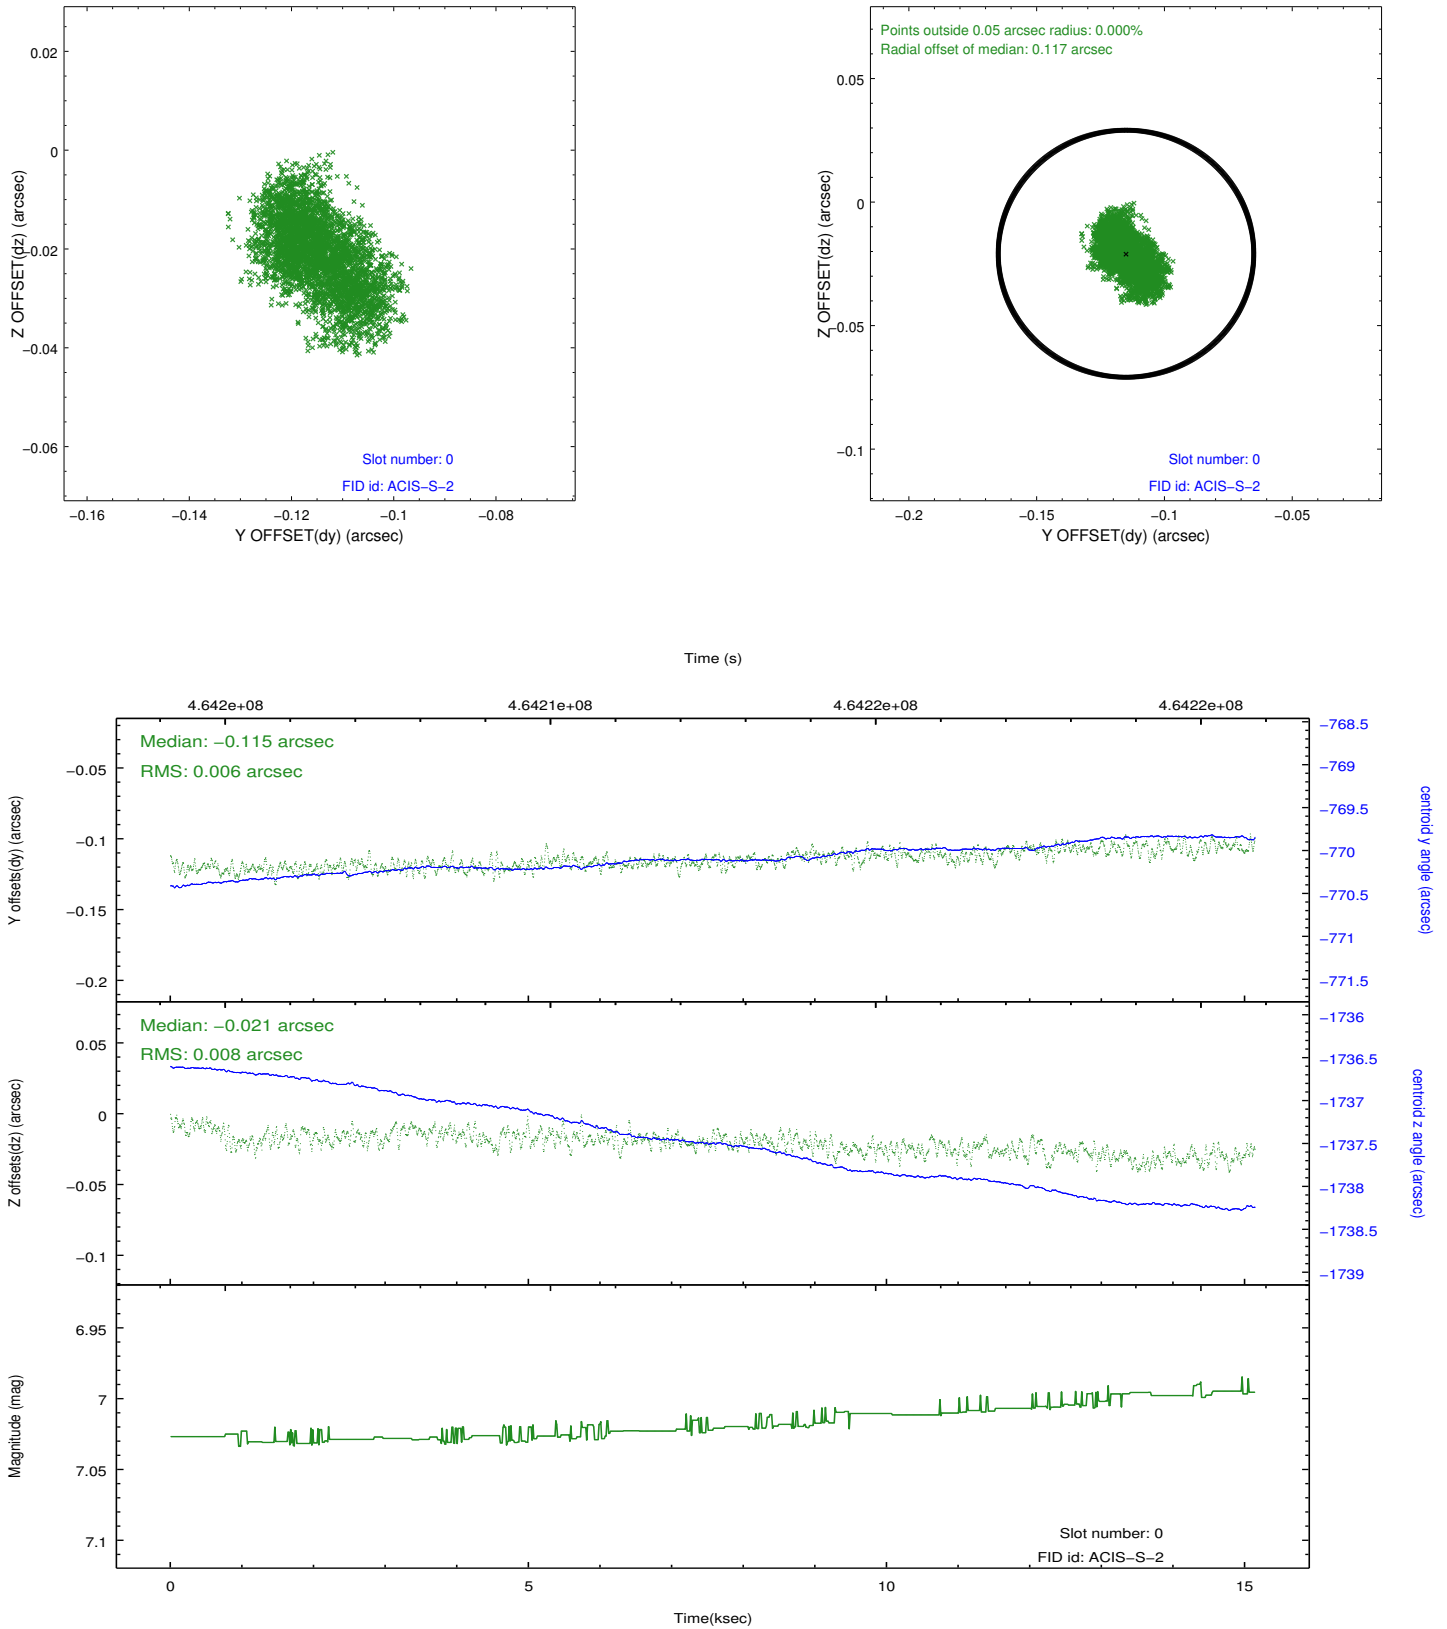 0.02
0
−0.02
−0.04
−0.06
Z OFFSET(dz) (arcsec)
Slot number: 0
FID id: ACIS−S−2
−0.16 −0.14 −0.12 −0.1 −0.08
Y OFFSET(dy) (arcsec)
Points outside 0.05 arcsec radius: 0.000%
Radial offset of median: 0.117 arcsec
0.05
0
−0.05
−0.1
Z OFFSET(dz) (arcsec)
Slot number: 0
FID id: ACIS−S−2
−0.2 −0.15 −0.1 −0.05
Y OFFSET(dy) (arcsec)
Time (s)
4.642e+08 4.6421e+08 4.6422e+08 4.6422e+08
Median: −0.115 arcsec
RMS: 0.006 arcsec
−0.05
−0.1
−0.15
−0.2
Y offsets(dy) (arcsec)
−768.5
−769
−769.5
−770
−770.5
−771
−771.5
centroid y angle (arcsec)
Median: −0.021 arcsec
RMS: 0.008 arcsec
0.05
0
−0.05
−0.1
Z offsets(dz) (arcsec)
−1736
−1736.5
−1737
−1737.5
−1738
−1738.5
−1739
centroid z angle (arcsec)
6.95
7
7.05
7.1
Magnitude (mag)
Slot number: 0
FID id: ACIS−S−2
0 5 10 15
Time(ksec)